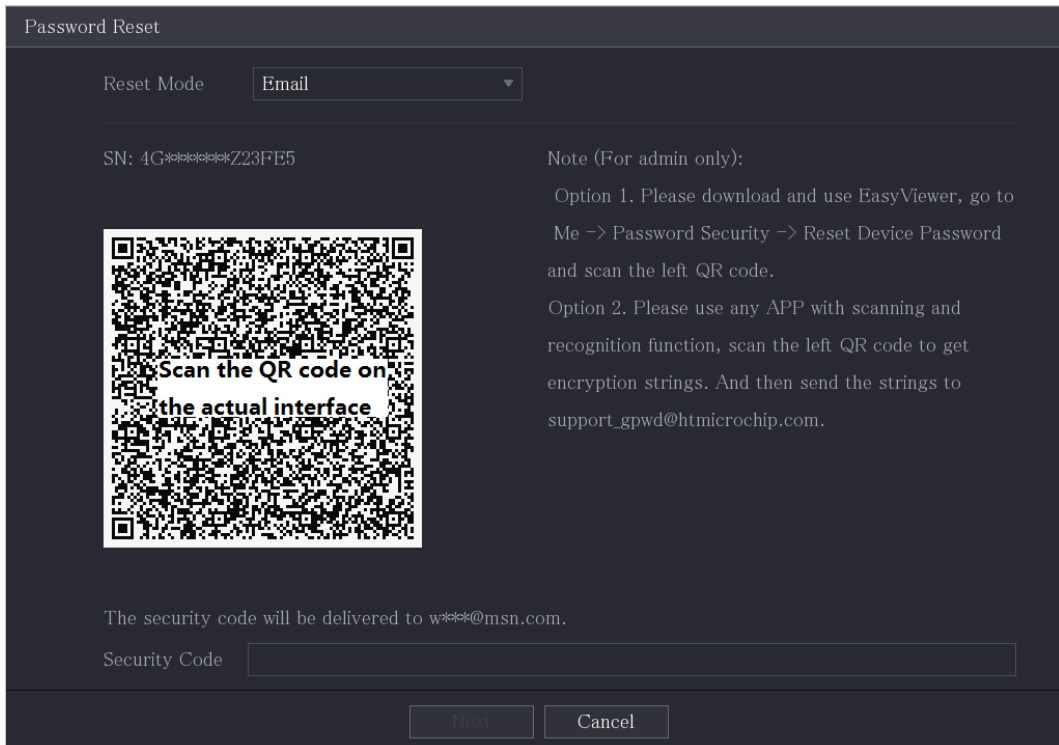 Password Reset
Reset Mode
Email
SN: 4G*******Z23FE5
Note (For admin only):
Option 1. Please download and use EasyViewer, go to
Me -> Password Security -> Reset Device Password
and scan the left QR code.
Option 2. Please use any APP with scanning and
recognition function, scan the left QR code to get
encryption strings. And then send the strings to
support_gpwd@htmicrochip.com.
Scan the QR code on
the actual interface
The security code will be delivered to w***@msn.com.
Security Code
Next
Cancel